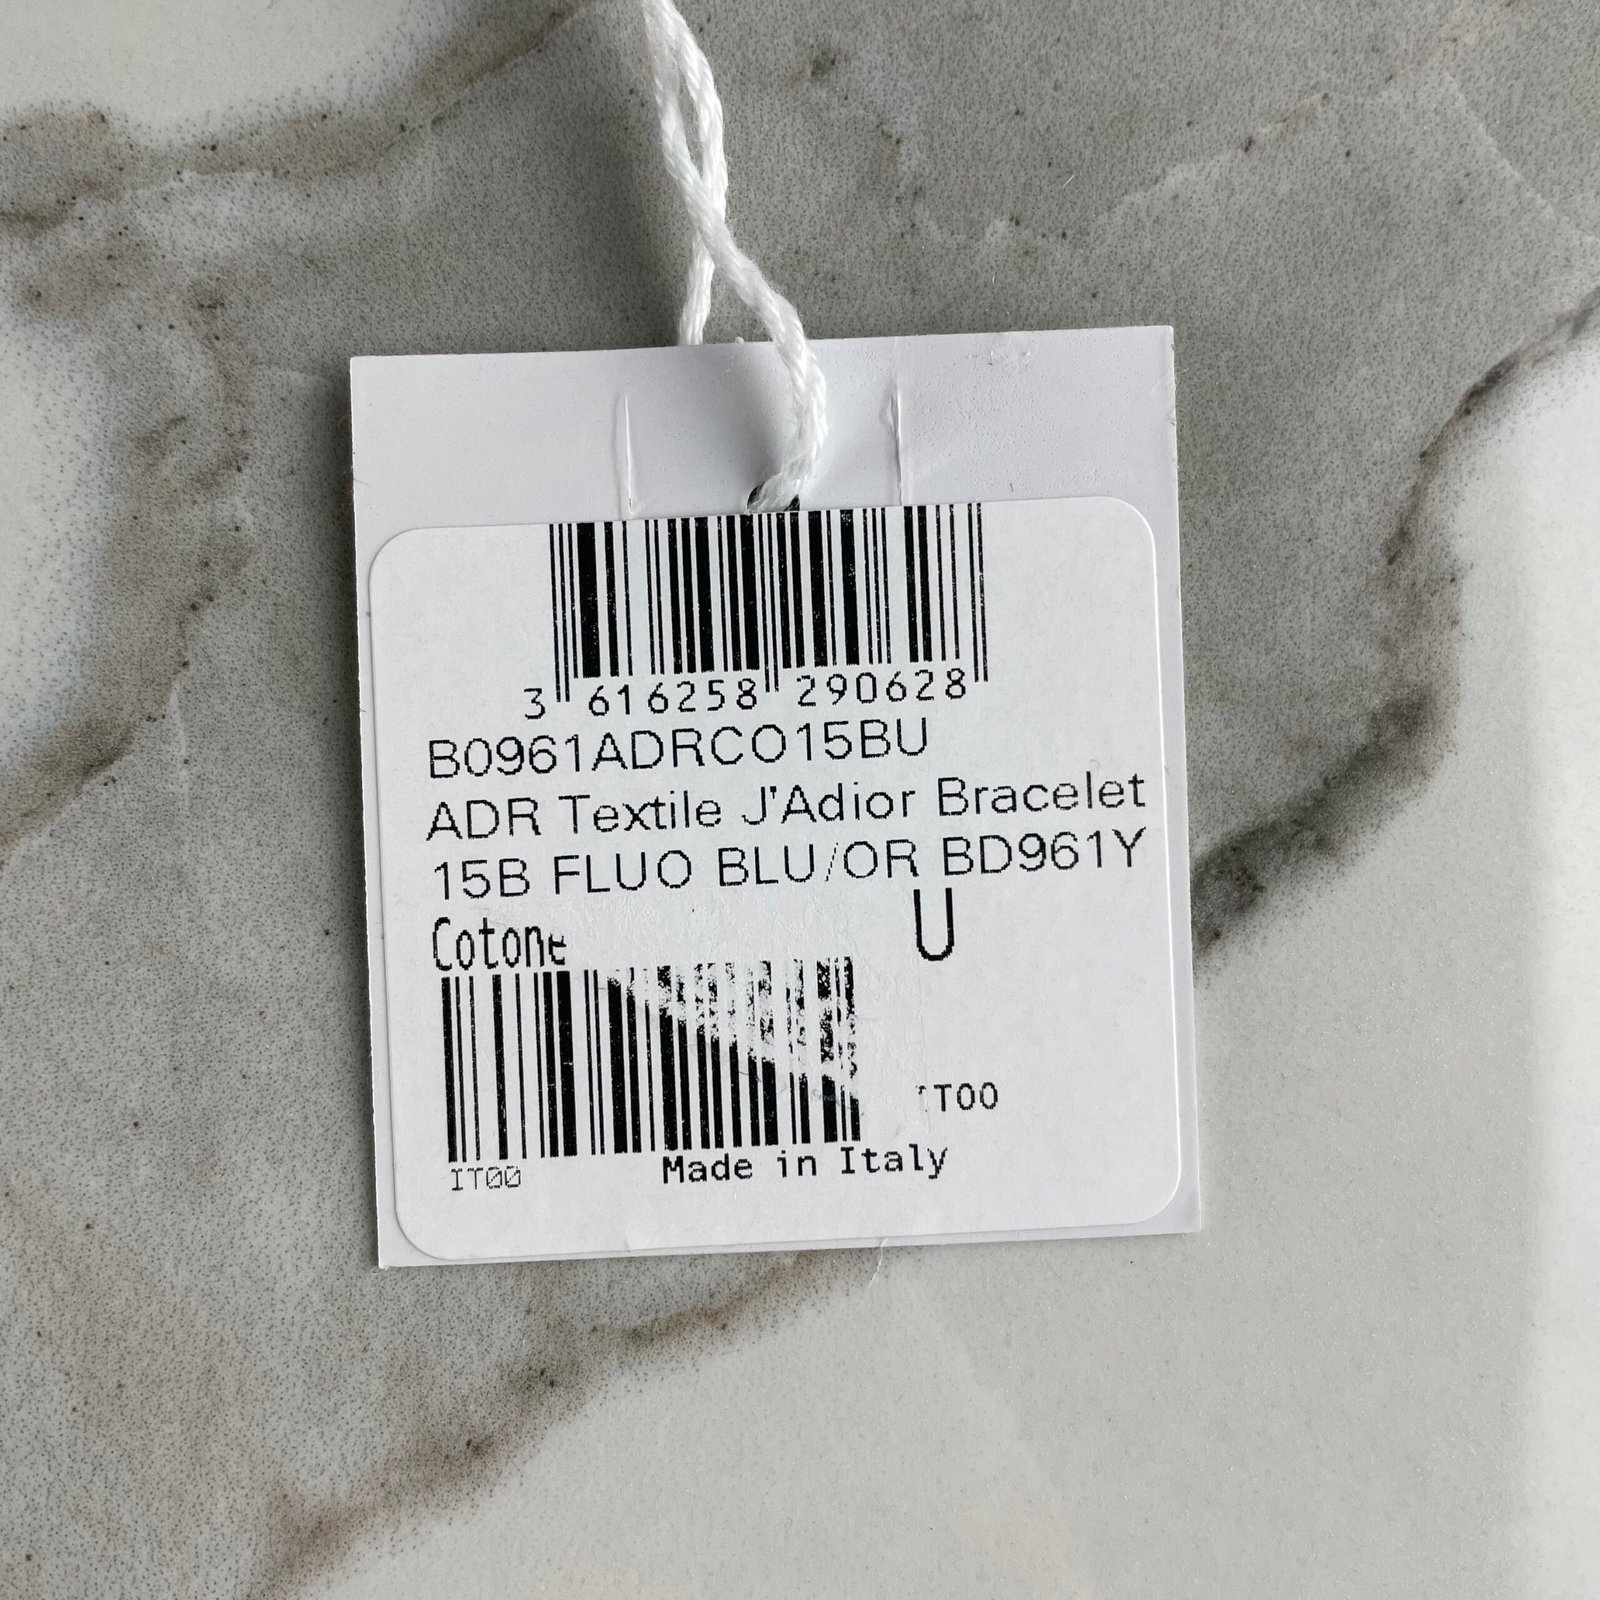 3 616258 290628
B0961ADRCO15BU
ADR Textile J'Adior Bracelet
15B FLUO BLU/OR BD961Y
U
Cotone
IT00
IT00 Made in Italy